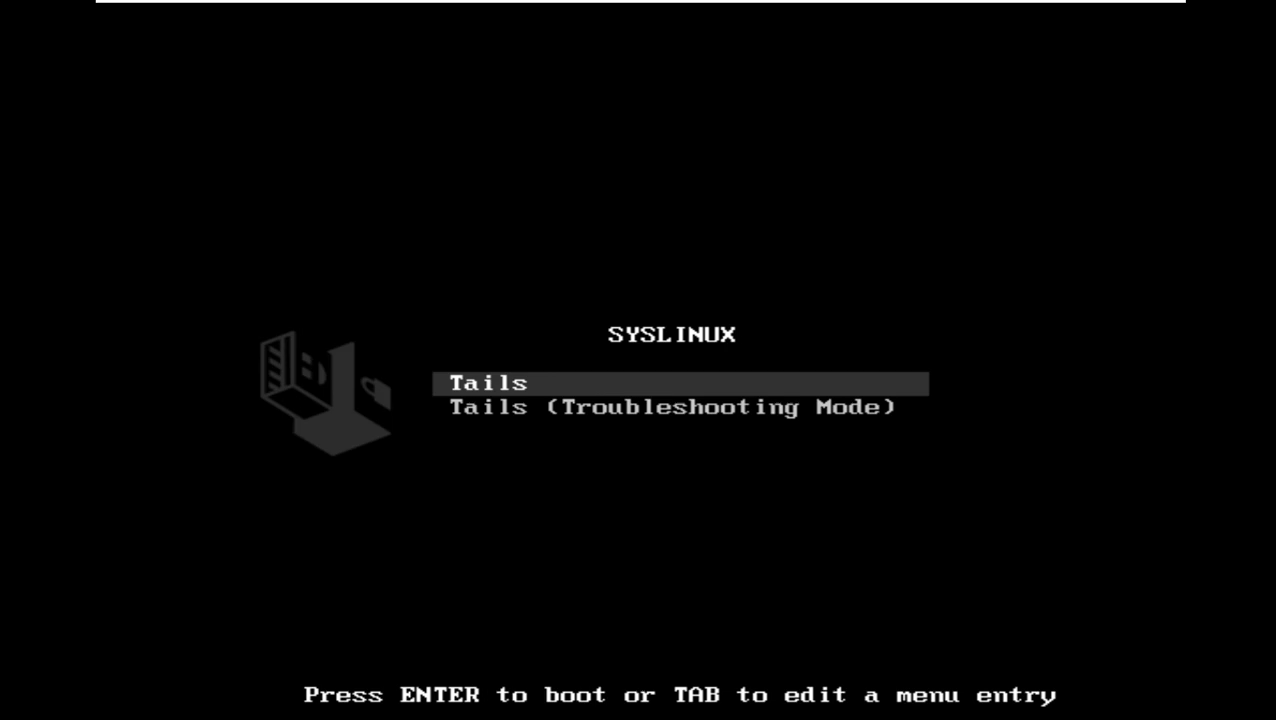 SYSLINUX
Tails
Tails (Troubleshooting Mode)
Press ENTER to boot or TAB to edit a menu entry